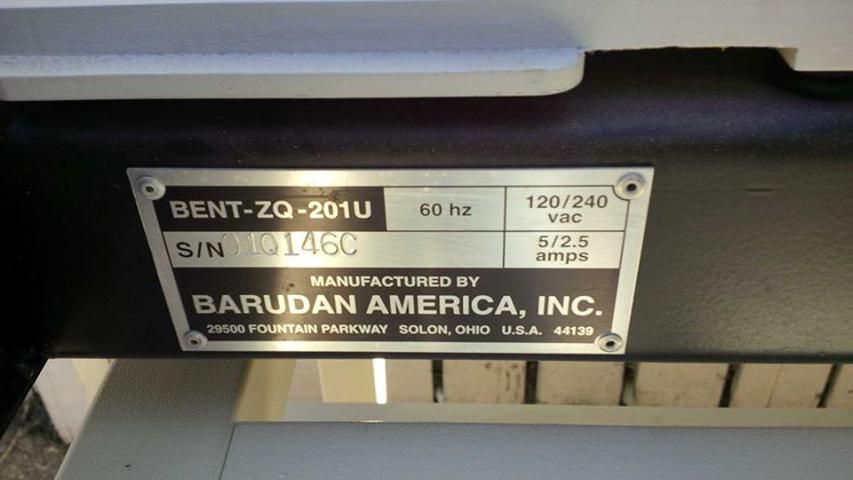 BENT-ZQ-201U
60 hz
120/240
vac
S/N 01Q146C
5/2.5
amps
MANUFACTURED BY
BARUDAN AMERICA, INC.
29500 FOUNTAIN PARKWAY SOLON, OHIO U.S.A. 44139